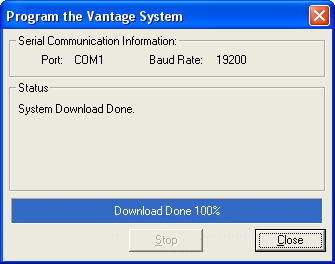 Program the Vantage System
Serial Communication Information:
Port: COM1 Baud Rate: 19200
Status
System Download Done.
Download Done 100%
Stop Close